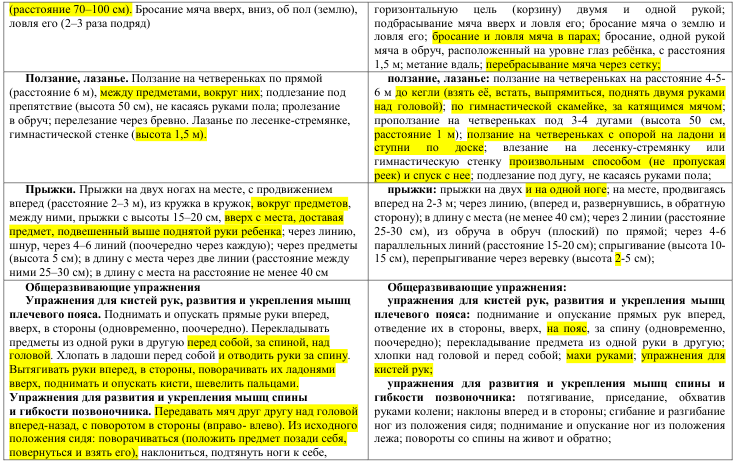 (расстояние 70–100 см). Бросание мяча вверх, вниз, об пол (землю),
ловля его (2–3 раза подряд)
горизонтальную цель (корзину) двумя и одной рукой;
подбрасывание мяча вверх и ловля его; бросание мяча о землю и
ловля его; бросание и ловля мяча в парах; бросание, одной рукой
мяча в обруч, расположенный на уровне глаз ребёнка, с расстояния
1,5 м; метание вдаль; перебрасывание мяча через сетку;
Ползание, лазанье. Ползание на четвереньках по прямой
(расстояние 6 м), между предметами, вокруг них; подлезание под
препятствие (высота 50 см), не касаясь руками пола; пролезание
в обруч; перелезание через бревно. Лазанье по лесенке-стремянке,
гимнастической стенке (высота 1,5 м).
ползание, лазанье: ползание на четвереньках на расстояние 4-5-
6 м до кегли (взять её, встать, выпрямиться, поднять двумя руками
над головой); по гимнастической скамейке, за катящимся мячом;
проползание на четвереньках под 3-4 дугами (высота 50 см,
расстояние 1 м); ползание на четвереньках с опорой на ладони и
ступни по доске; влезание на лесенку-стремянку или
гимнастическую стенку произвольным способом (не пропуская
реек) и спуск с нее; подлезание под дугу, не касаясь руками пола;
Прыжки. Прыжки на двух ногах на месте, с продвижением
вперед (расстояние 2–3 м), из кружка в кружок, вокруг предметов,
между ними, прыжки с высоты 15–20 см, вверх с места, доставая
предмет, подвешенный выше поднятой руки ребенка; через линию,
шнур, через 4–6 линий (поочередно через каждую); через предметы
(высота 5 см); в длину с места через две линии (расстояние между
ними 25–30 см); в длину с места на расстояние не менее 40 см
прыжки: прыжки на двух и на одной ноге; на месте, продвигаясь
вперед на 2-3 м; через линию, (вперед и, развернувшись, в обратную
сторону); в длину с места (не менее 40 см); через 2 линии (расстояние
25-30 см), из обруча в обруч (плоский) по прямой; через 4-6
параллельных линий (расстояние 15-20 см); спрыгивание (высота 10-
15 см), перепрыгивание через веревку (высота 2-5 см);
Общеразвивающие упражнения
Упражнения для кистей рук, развития и укрепления мышц
плечевого пояса. Поднимать и опускать прямые руки вперед,
вверх, в стороны (одновременно, поочередно). Перекладывать
предметы из одной руки в другую перед собой, за спиной, над
головой. Хлопать в ладоши перед собой и отводить руки за спину.
Вытягивать руки вперед, в стороны, поворачивать их ладонями
вверх, поднимать и опускать кисти, шевелить пальцами.
Упражнения для развития и укрепления мышц спины
и гибкости позвоночника. Передавать мяч друг другу над головой
вперед-назад, с поворотом в стороны (вправо- влево). Из исходного
положения сидя: поворачиваться (положить предмет позади себя,
повернуться и взять его), наклониться, подтянуть ноги к себе,
Общеразвивающие упражнения:
упражнения для кистей рук, развития и укрепления мышц
плечевого пояса: поднимание и опускание прямых рук вперед,
отведение их в стороны, вверх, на пояс, за спину (одновременно,
поочередно); перекладывание предмета из одной руки в другую;
хлопки над головой и перед собой; махи руками; упражнения для
кистей рук;
упражнения для развития и укрепления мышц спины и
гибкости позвоночника: потягивание, приседание, обхватив
руками колени; наклоны вперед и в стороны; сгибание и разгибание
ног из положения сидя; поднимание и опускание ног из положения
лежа; повороты со спины на живот и обратно;